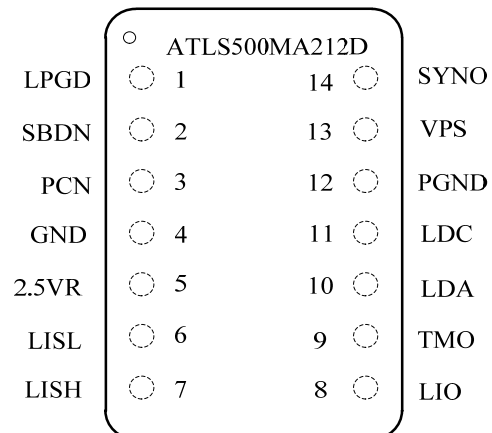 ATLS500MA212D
LPGD 1 14 SYNO
SBDN 2 13 VPS
PCN 3 12 PGND
GND 4 11 LDC
2.5VR 5 10 LDA
LISL 6 9 TMO
LISH 7 8 LIO